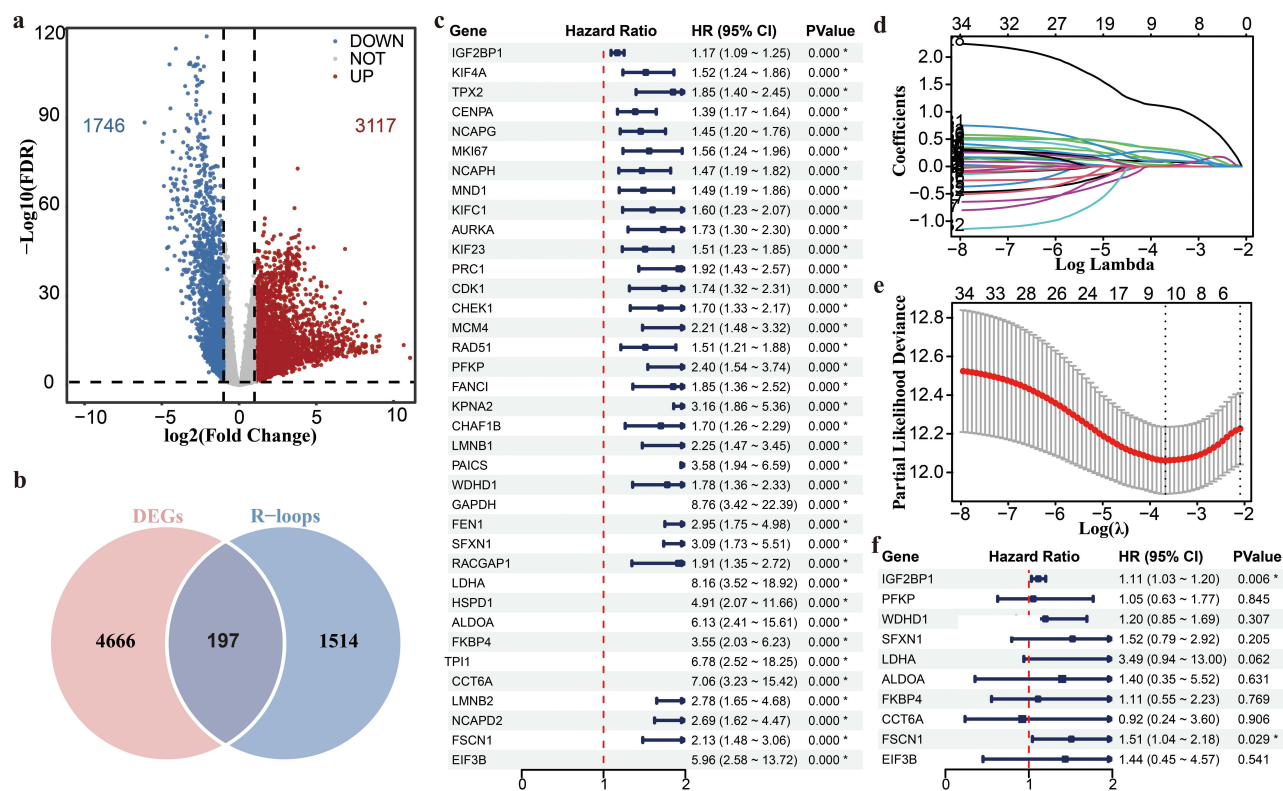 a
120
90
60
30
0
−Log10(FDR)
DOWN
NOT
UP
1746
3117
−10
−5
0
5
10
log2(Fold Change)
b
DEGs
R−loops
4666
197
1514
c
Gene Hazard Ratio HR (95% CI) PValue
IGF2BP1 1.17 (1.09 ~ 1.25) 0.000 *
KIF4A 1.52 (1.24 ~ 1.86) 0.000 *
TPX2 1.85 (1.40 ~ 2.45) 0.000 *
CENPA 1.39 (1.17 ~ 1.64) 0.000 *
NCAPG 1.45 (1.20 ~ 1.76) 0.000 *
MKI67 1.56 (1.24 ~ 1.96) 0.000 *
NCAPH 1.47 (1.19 ~ 1.82) 0.000 *
MND1 1.49 (1.19 ~ 1.86) 0.000 *
KIFC1 1.60 (1.23 ~ 2.07) 0.000 *
AURKA 1.73 (1.30 ~ 2.30) 0.000 *
KIF23 1.51 (1.23 ~ 1.85) 0.000 *
PRC1 1.92 (1.43 ~ 2.57) 0.000 *
CDK1 1.74 (1.32 ~ 2.31) 0.000 *
CHEK1 1.70 (1.33 ~ 2.17) 0.000 *
MCM4 2.21 (1.48 ~ 3.32) 0.000 *
RAD51 1.51 (1.21 ~ 1.88) 0.000 *
PFKP 2.40 (1.54 ~ 3.74) 0.000 *
FANCI 1.85 (1.36 ~ 2.52) 0.000 *
KPNA2 3.16 (1.86 ~ 5.36) 0.000 *
CHAF1B 1.70 (1.26 ~ 2.29) 0.000 *
LMNB1 2.25 (1.47 ~ 3.45) 0.000 *
PAICS 3.58 (1.94 ~ 6.59) 0.000 *
WDHD1 1.78 (1.36 ~ 2.33) 0.000 *
GAPDH 8.76 (3.42 ~ 22.39) 0.000 *
FEN1 2.95 (1.75 ~ 4.98) 0.000 *
SFXN1 3.09 (1.73 ~ 5.51) 0.000 *
RACGAP1 1.91 (1.35 ~ 2.72) 0.000 *
LDHA 8.16 (3.52 ~ 18.92) 0.000 *
HSPD1 4.91 (2.07 ~ 11.66) 0.000 *
ALDOA 6.13 (2.41 ~ 15.61) 0.000 *
FKBP4 3.55 (2.03 ~ 6.23) 0.000 *
TPI1 6.78 (2.52 ~ 18.25) 0.000 *
CCT6A 7.06 (3.23 ~ 15.42) 0.000 *
LMNB2 2.78 (1.65 ~ 4.68) 0.000 *
NCAPD2 2.69 (1.62 ~ 4.47) 0.000 *
FSCN1 2.13 (1.48 ~ 3.06) 0.000 *
EIF3B 5.96 (2.58 ~ 13.72) 0.000 *
0 1 2
d
34 32 27 19 9 8 0
2.0
1.5
1.0
0.5
0.0
−0.5
−1.0
Coefficients
−8 −7 −6 −5 −4 −3 −2
Log Lambda
e
34 33 28 26 24 17 9 10 8 6
12.8
12.6
12.4
12.2
12.0
Partial Likelihood Deviance
−8 −7 −6 −5 −4 −3 −2
Log(λ)
f
Gene Hazard Ratio HR (95% CI) PValue
IGF2BP1 1.11 (1.03 ~ 1.20) 0.006 *
PFKP 1.05 (0.63 ~ 1.77) 0.845
WDHD1 1.20 (0.85 ~ 1.69) 0.307
SFXN1 1.52 (0.79 ~ 2.92) 0.205
LDHA 3.49 (0.94 ~ 13.00) 0.062
ALDOA 1.40 (0.35 ~ 5.52) 0.631
FKBP4 1.11 (0.55 ~ 2.23) 0.769
CCT6A 0.92 (0.24 ~ 3.60) 0.906
FSCN1 1.51 (1.04 ~ 2.18) 0.029 *
EIF3B 1.44 (0.45 ~ 4.57) 0.541
0 1 2